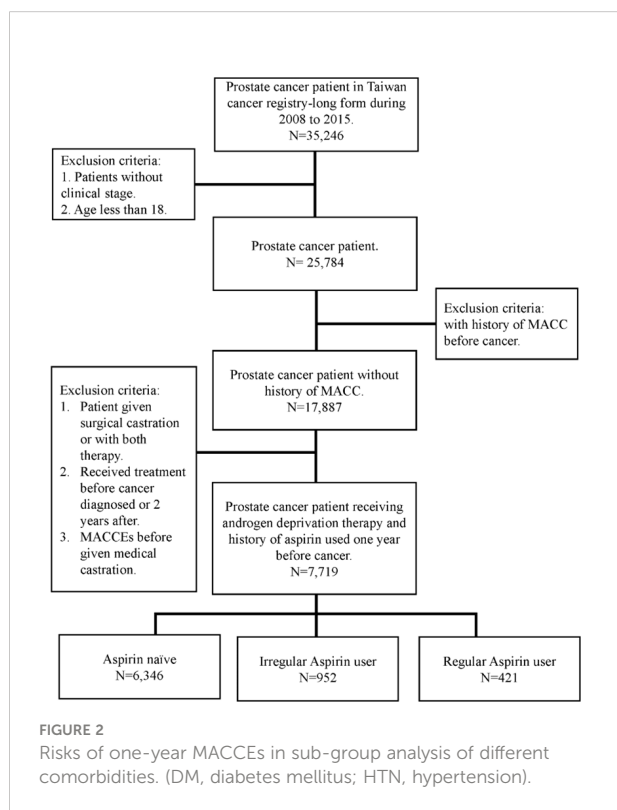 Prostate cancer patient in Taiwan
cancer registry-long form during
2008 to 2015.
N=35,246
Exclusion criteria:
1. Patients without
clinical stage.
2. Age less than 18.
Prostate cancer patient.
N= 25,784
Exclusion criteria:
with history of MACC
before cancer.
Prostate cancer patient without
history of MACC.
N=17,887
Exclusion criteria:
1. Patient given
surgical castration
or with both
therapy.
2. Received treatment
before cancer
diagnosed or 2
years after.
3. MACCEs before
given medical
castration.
Prostate cancer patient receiving
androgen deprivation therapy and
history of aspirin used one year
before cancer.
N=7,719
Aspirin naïve
N=6,346
Irregular Aspirin user
N=952
Regular Aspirin user
N=421
FIGURE 2
Risks of one-year MACCEs in sub-group analysis of different
comorbidities. (DM, diabetes mellitus; HTN, hypertension).